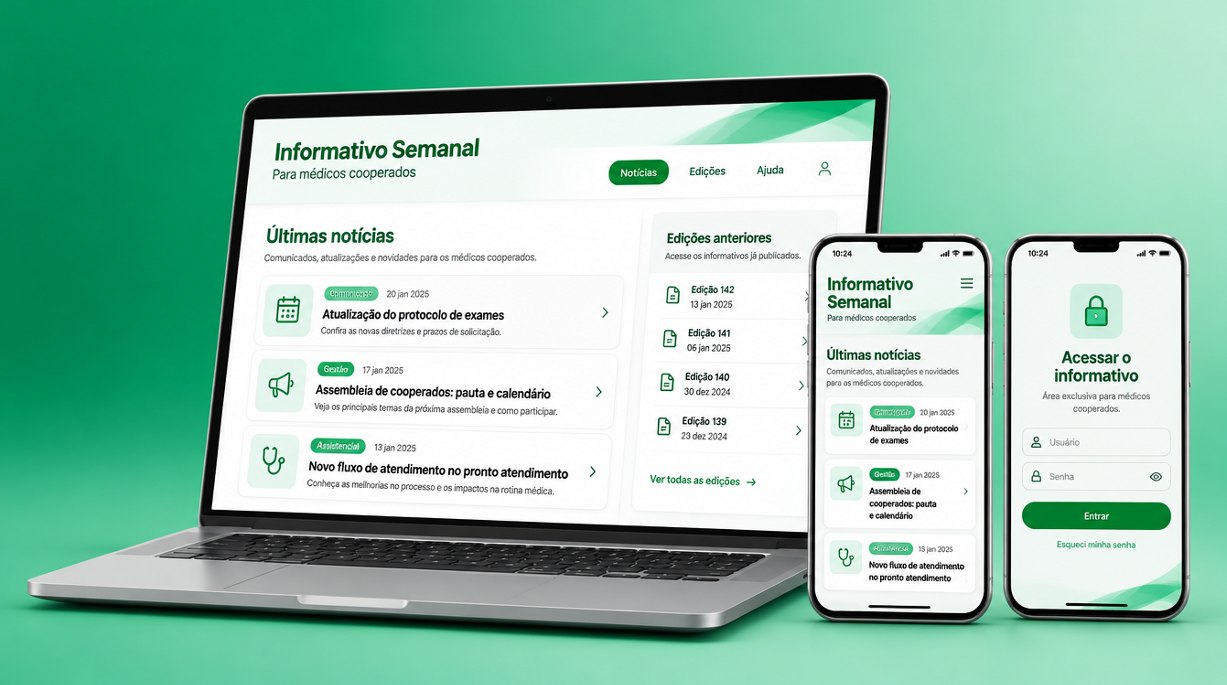 Informativo Semanal
Para médicos cooperados
Notícias
Edições
Ajuda
Últimas notícias
Comunicados, atualizações e novidades para os médicos cooperados.
20 jan 2025
Atualização do protocolo de exames
Confira as novas diretrizes e prazos de solicitação.
Gestão
17 jan 2025
Assembleia de cooperados: pauta e calendário
Veja os principais temas da próxima assembleia e como participar.
Assistencial
13 jan 2025
Novo fluxo de atendimento no pronto atendimento
Conheça as melhorias no processo e os impactos na rotina médica.
Edições anteriores
Acesse os informativos já publicados.
Edição 142
13 jan 2025
Edição 141
06 jan 2025
Edição 140
30 dez 2024
Edição 139
23 dez 2024
Ver todas as edições
10:24
Informativo
Semanal
Para médicos cooperados
Últimas notícias
Comunicados, atualizações e novidades
para os médicos cooperados.
20 jan 2025
Atualização do protocolo
de exames
Gestão
17 jan 2025
Assembleia de
cooperados: pauta
e calendário
13 jan 2025
Novo fluxo de atendimento
no pronto atendimento
10:24
Acessar o
informativo
Área exclusiva para médicos
cooperados.
Usuário
Senha
Entrar
Esqueci minha senha